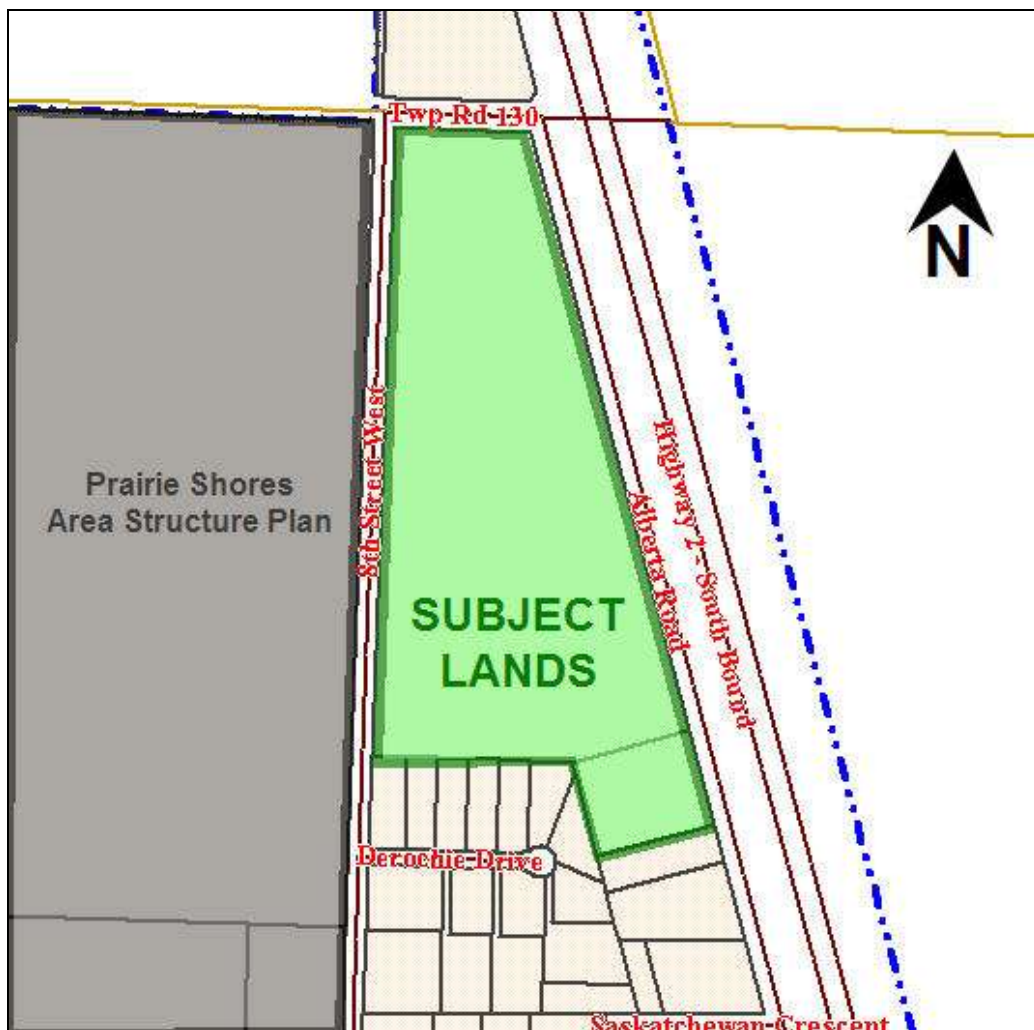 Twp Rd 130
N
8th Street West
Prairie Shores
Area Structure Plan
Highway 2 - South Bound
Alberta Road
SUBJECT
LANDS
Derochie Drive
Saskatchewan Crescent